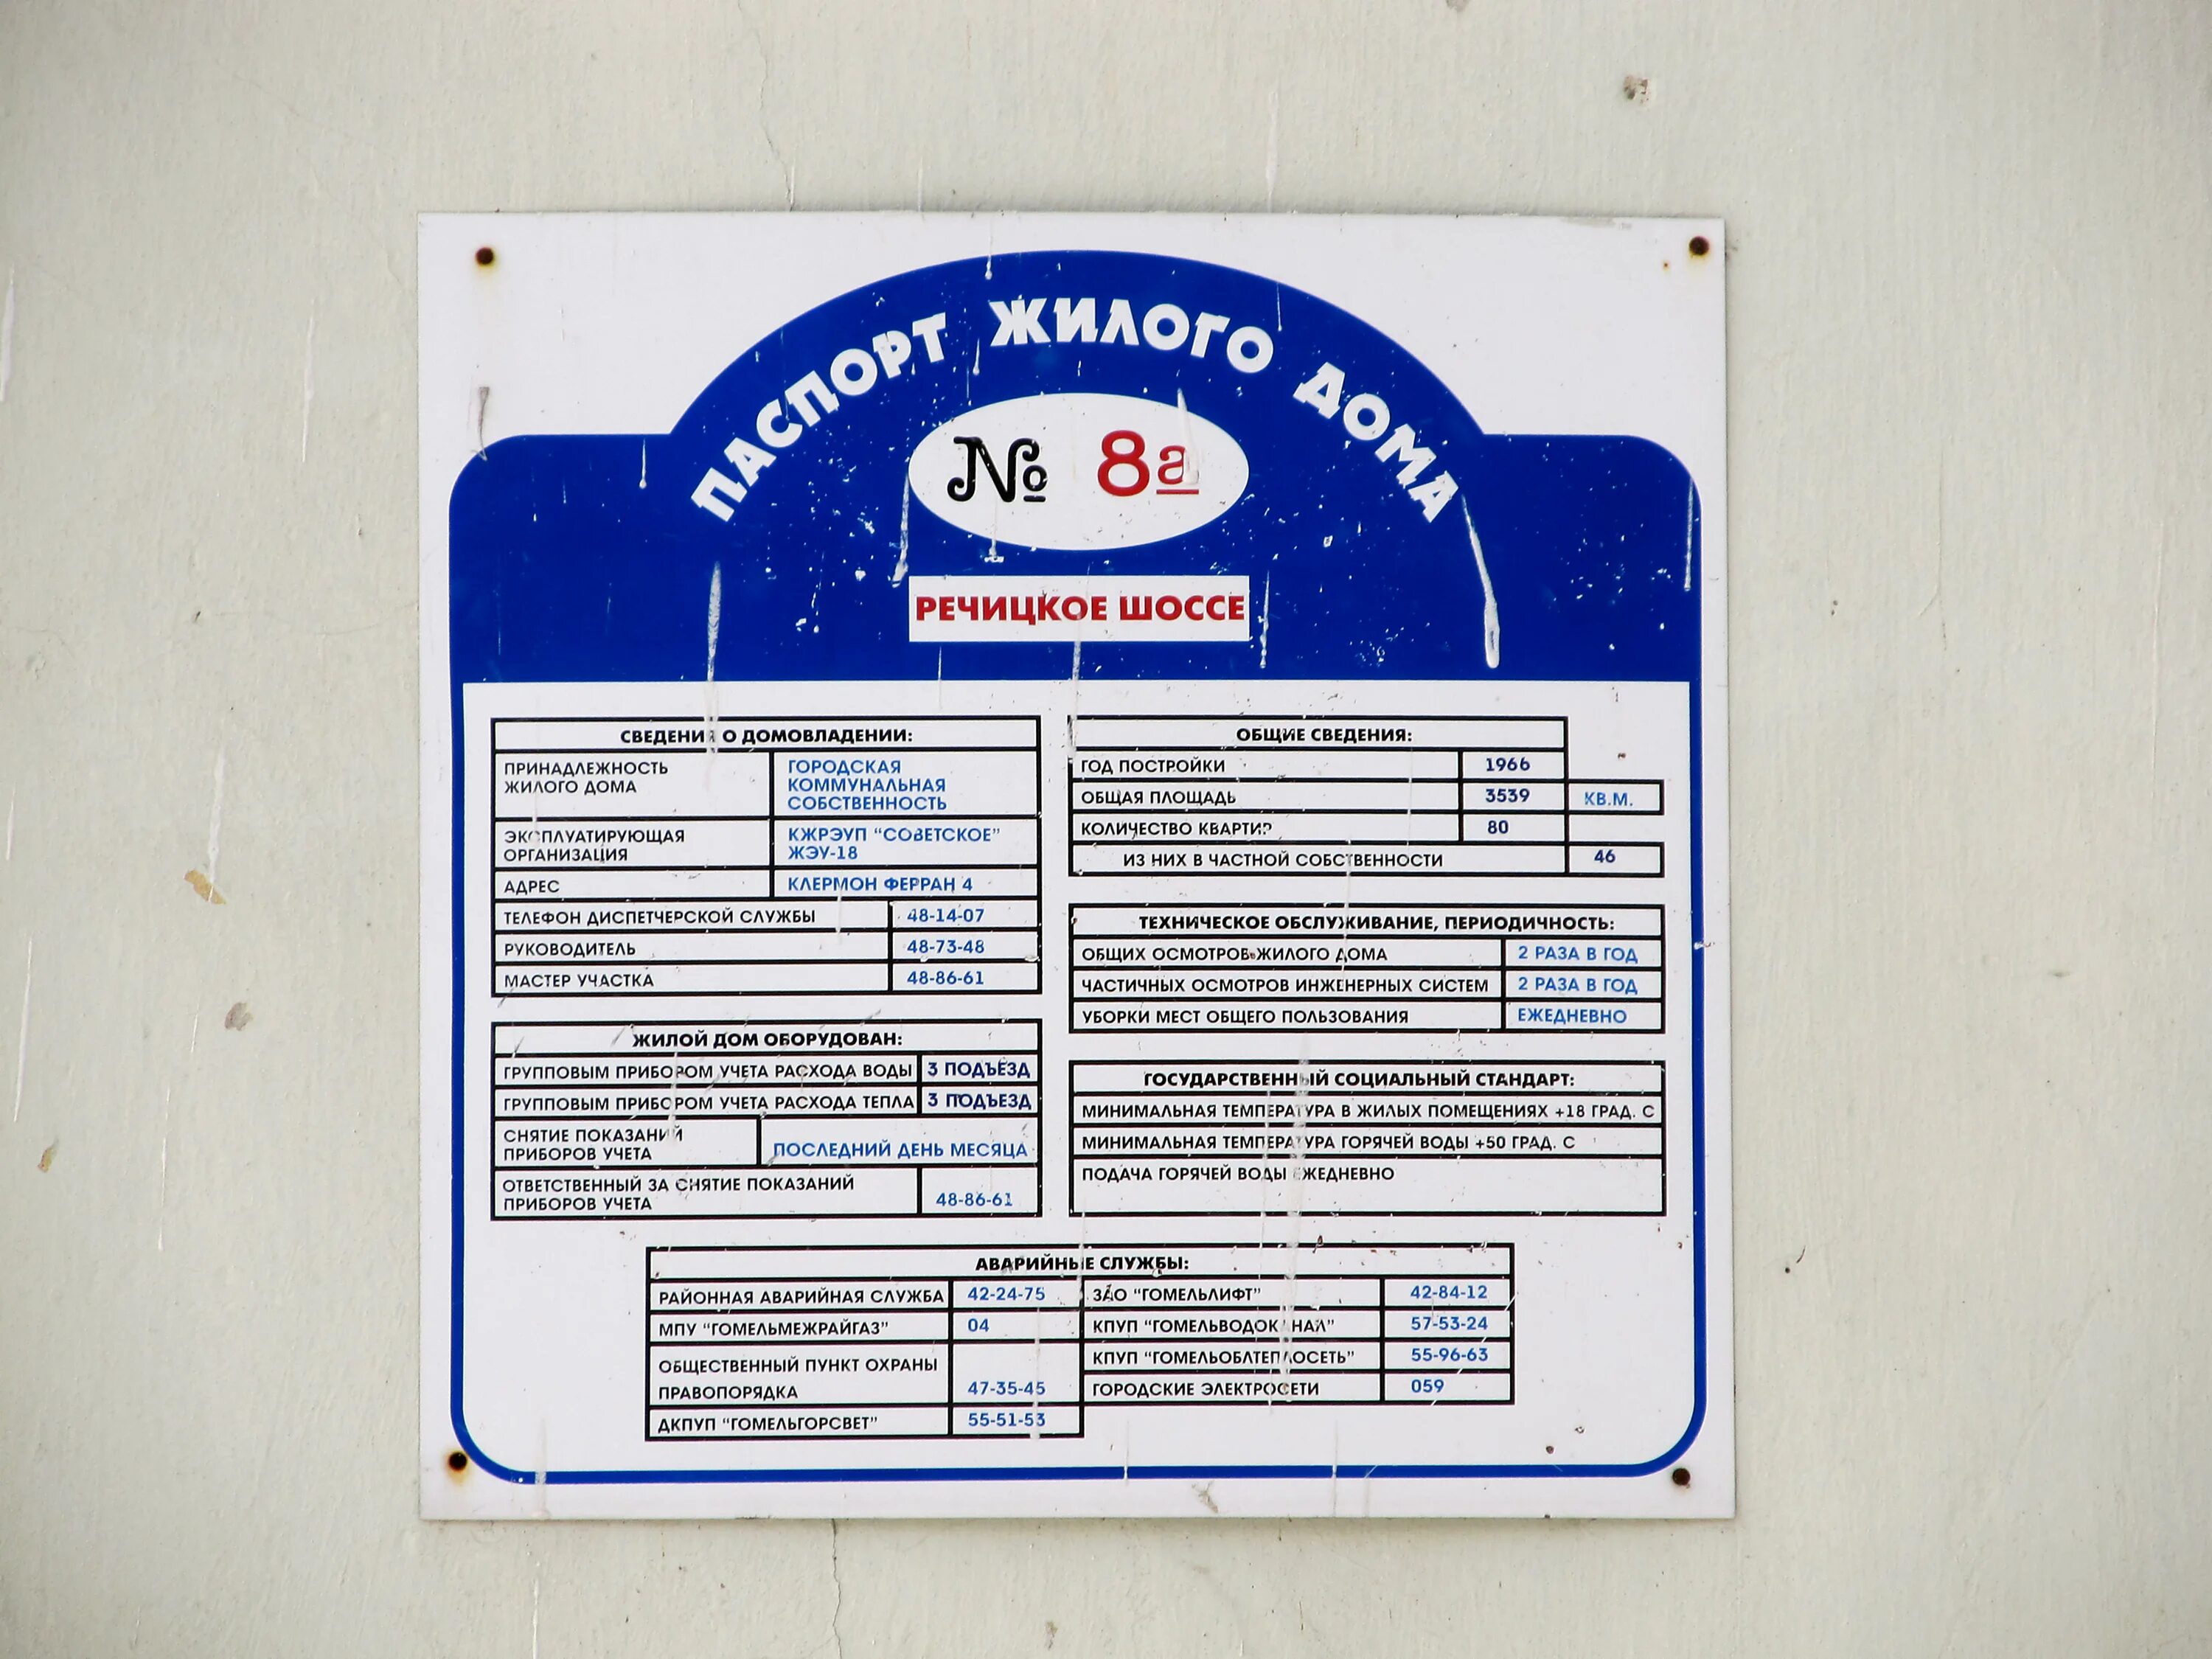 ПАСПОРТ ЖИЛОГО ДОМА
№ 8а
РЕЧИЦКОЕ ШОССЕ
СВЕДЕНИЯ О ДОМОВЛАДЕНИИ:
ПРИНАДЛЕЖНОСТЬ
ЖИЛОГО ДОМА
ГОРОДСКАЯ
КОММУНАЛЬНАЯ
СОБСТВЕННОСТЬ
ЭКСПЛУАТИРУЮЩАЯ
ОРГАНИЗАЦИЯ
КЖРЭУП "СОВЕТСКОЕ"
ЖЭУ-18
АДРЕС КЛЕРМОН ФЕРРАН 4
ТЕЛЕФОН ДИСПЕТЧЕРСКОЙ СЛУЖБЫ 48-14-07
РУКОВОДИТЕЛЬ 48-73-48
МАСТЕР УЧАСТКА 48-86-61
ЖИЛОЙ ДОМ ОБОРУДОВАН:
ГРУППОВЫМ ПРИБОРОМ УЧЕТА РАСХОДА ВОДЫ 3 ПОДЪЕЗД
ГРУППОВЫМ ПРИБОРОМ УЧЕТА РАСХОДА ТЕПЛА 3 ПОДЪЕЗД
СНЯТИЕ ПОКАЗАНИЙ
ПРИБОРОВ УЧЕТА ПОСЛЕДНИЙ ДЕНЬ МЕСЯЦА
ОТВЕТСТВЕННЫЙ ЗА СНЯТИЕ ПОКАЗАНИЙ
ПРИБОРОВ УЧЕТА 48-86-61
ОБЩИЕ СВЕДЕНИЯ:
ГОД ПОСТРОЙКИ 1966
ОБЩАЯ ПЛОЩАДЬ 3539 КВ.М.
КОЛИЧЕСТВО КВАРТИР 80
ИЗ НИХ В ЧАСТНОЙ СОБСТВЕННОСТИ 46
ТЕХНИЧЕСКОЕ ОБСЛУЖИВАНИЕ, ПЕРИОДИЧНОСТЬ:
ОБЩИХ ОСМОТРОВ ЖИЛОГО ДОМА 2 РАЗА В ГОД
ЧАСТИЧНЫХ ОСМОТРОВ ИНЖЕНЕРНЫХ СИСТЕМ 2 РАЗА В ГОД
УБОРКИ МЕСТ ОБЩЕГО ПОЛЬЗОВАНИЯ ЕЖЕДНЕВНО
ГОСУДАРСТВЕННЫЙ СОЦИАЛЬНЫЙ СТАНДАРТ:
МИНИМАЛЬНАЯ ТЕМПЕРАТУРА В ЖИЛЫХ ПОМЕЩЕНИЯХ +18 ГРАД. С
МИНИМАЛЬНАЯ ТЕМПЕРАТУРА ГОРЯЧЕЙ ВОДЫ +50 ГРАД. С
ПОДАЧА ГОРЯЧЕЙ ВОДЫ ЕЖЕДНЕВНО
АВАРИЙНЫЕ СЛУЖБЫ:
РАЙОННАЯ АВАРИЙНАЯ СЛУЖБА 42-24-75
МПУ "ГОМЕЛЬМЕЖРАЙГАЗ" 04
ОБЩЕСТВЕННЫЙ ПУНКТ ОХРАНЫ
ПРАВОПОРЯДКА 47-35-45
ДКПУП "ГОМЕЛЬГОРСВЕТ" 55-51-53
ЗАО "ГОМЕЛЬЛИФТ" 42-84-12
КПУП "ГОМЕЛЬВОДОКАНАЛ" 57-53-24
КПУП "ГОМЕЛЬОБЛТЕПЛОСЕТЬ" 55-96-63
ГОРОДСКИЕ ЭЛЕКТРОСЕТИ 059